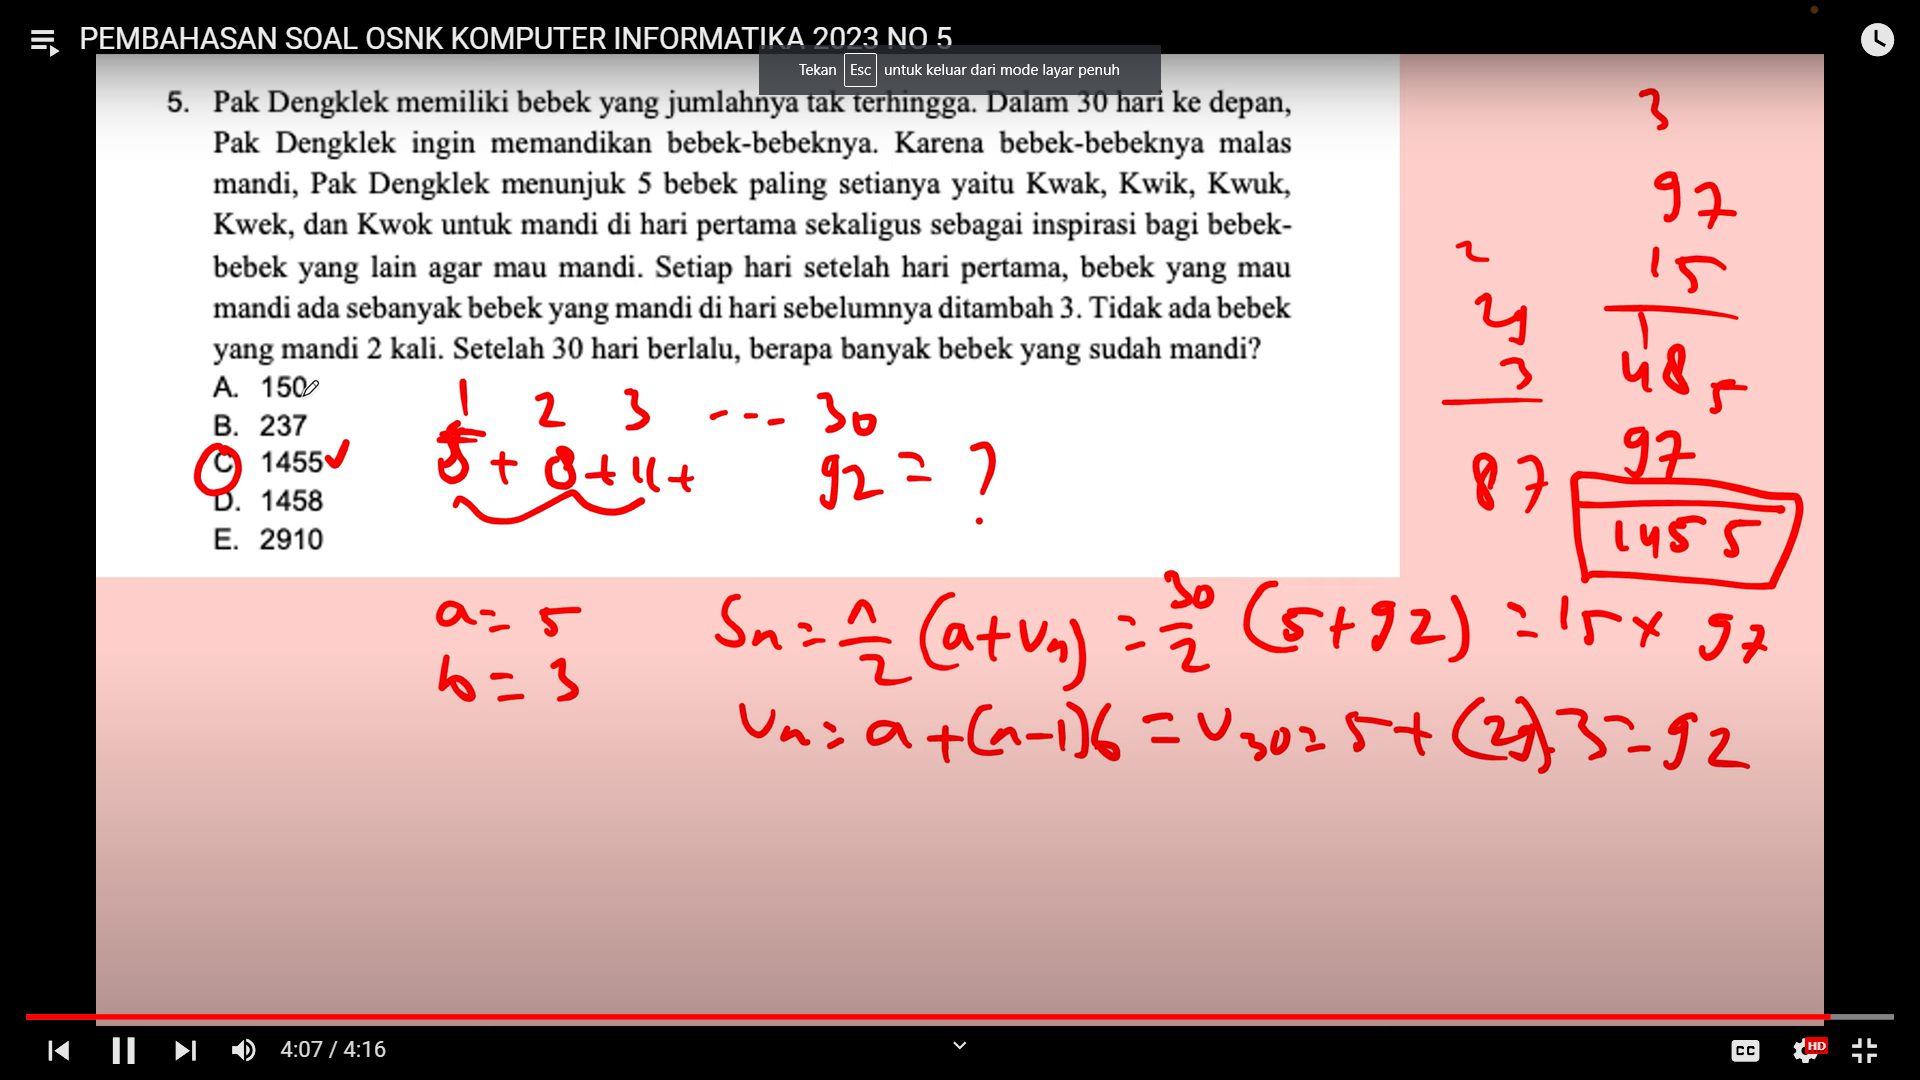 PEMBAHASAN SOAL OSNK KOMPUTER INFORMATIKA 2023 NO 5
Tekan Esc untuk keluar dari mode layar penuh
5. Pak Dengklek memiliki bebek yang jumlahnya tak terhingga. Dalam 30 hari ke depan,
Pak Dengklek ingin memandikan bebek-bebeknya. Karena bebek-bebeknya malas
mandi, Pak Dengklek menunjuk 5 bebek paling setianya yaitu Kwak, Kwik, Kwuk,
Kwek, dan Kwok untuk mandi di hari pertama sekaligus sebagai inspirasi bagi bebek-
bebek yang lain agar mau mandi. Setiap hari setelah hari pertama, bebek yang mau
mandi ada sebanyak bebek yang mandi di hari sebelumnya ditambah 3. Tidak ada bebek
yang mandi 2 kali. Setelah 30 hari berlalu, berapa banyak bebek yang sudah mandi?
A. 150
B. 237
C 1455 ✓
D. 1458
E. 2910
1 2 3 --- 30
5 + 8 + 11 + 92 = ?
2
29
3
87
3
97
15
1
48 5
97
1455
a = 5
b = 3
Sn = n/2 (a+Un) = 30/2 (5+92) = 15 × 97
Un = a + (n-1)b = U30 = 5 + (29).3 = 92
4:07 / 4:16
CC
HD